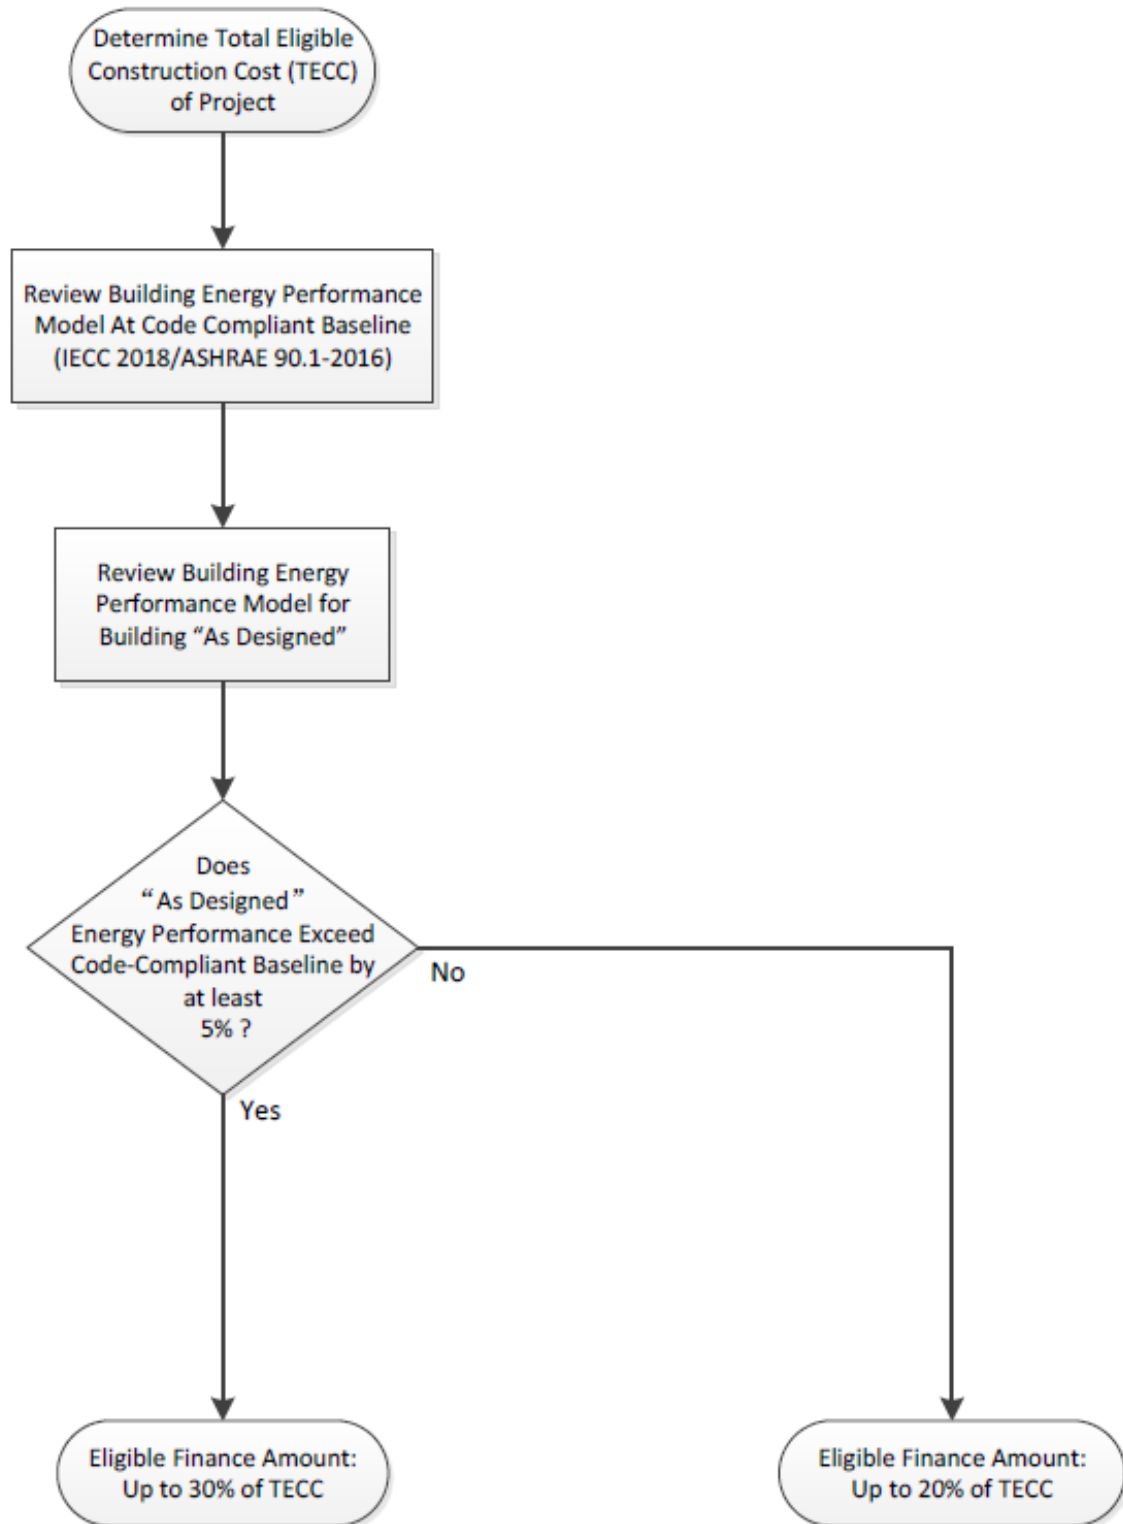 Determine Total Eligible
Construction Cost (TECC)
of Project
Review Building Energy Performance
Model At Code Compliant Baseline
(IECC 2018/ASHRAE 90.1-2016)
Review Building Energy
Performance Model for
Building “As Designed”
Does
“As Designed”
Energy Performance Exceed
Code-Compliant Baseline by
at least
5% ?
No
Yes
Eligible Finance Amount:
Up to 30% of TECC
Eligible Finance Amount:
Up to 20% of TECC